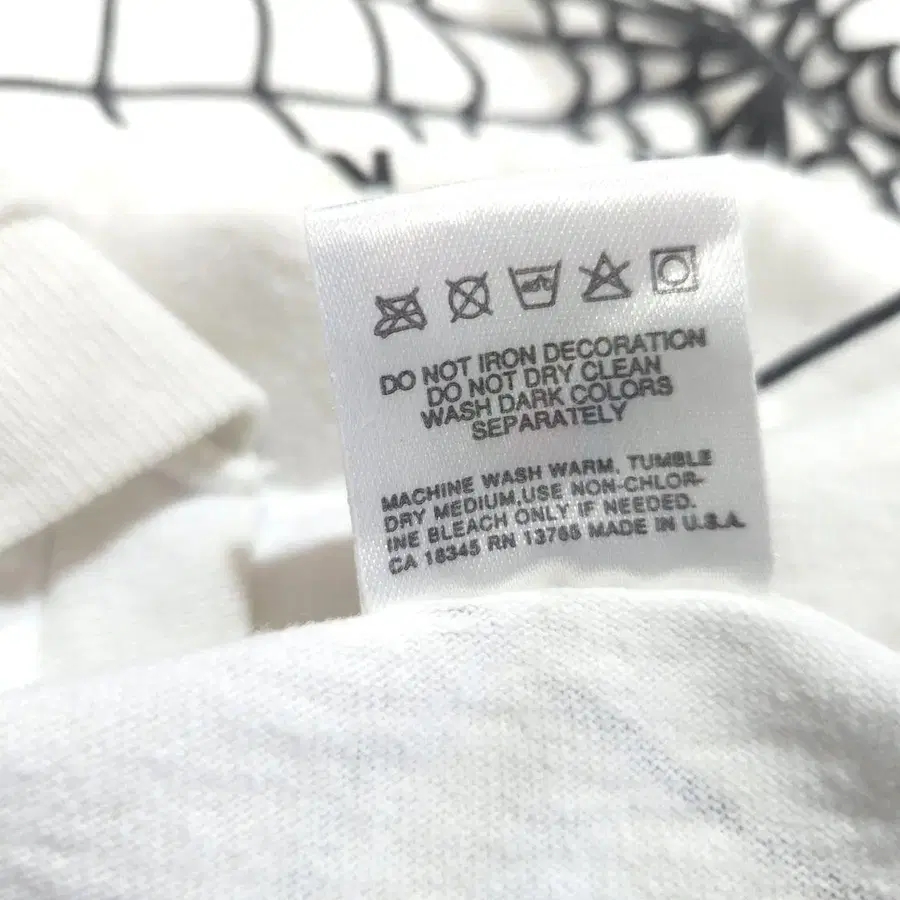 DO NOT IRON DECORATION
DO NOT DRY CLEAN
WASH DARK COLORS
SEPARATELY
MACHINE WASH WARM, TUMBLE
DRY MEDIUM.USE NON-CHLOR-
INE BLEACH ONLY IF NEEDED.
CA 16345 RN 13765 MADE IN U.S.A.